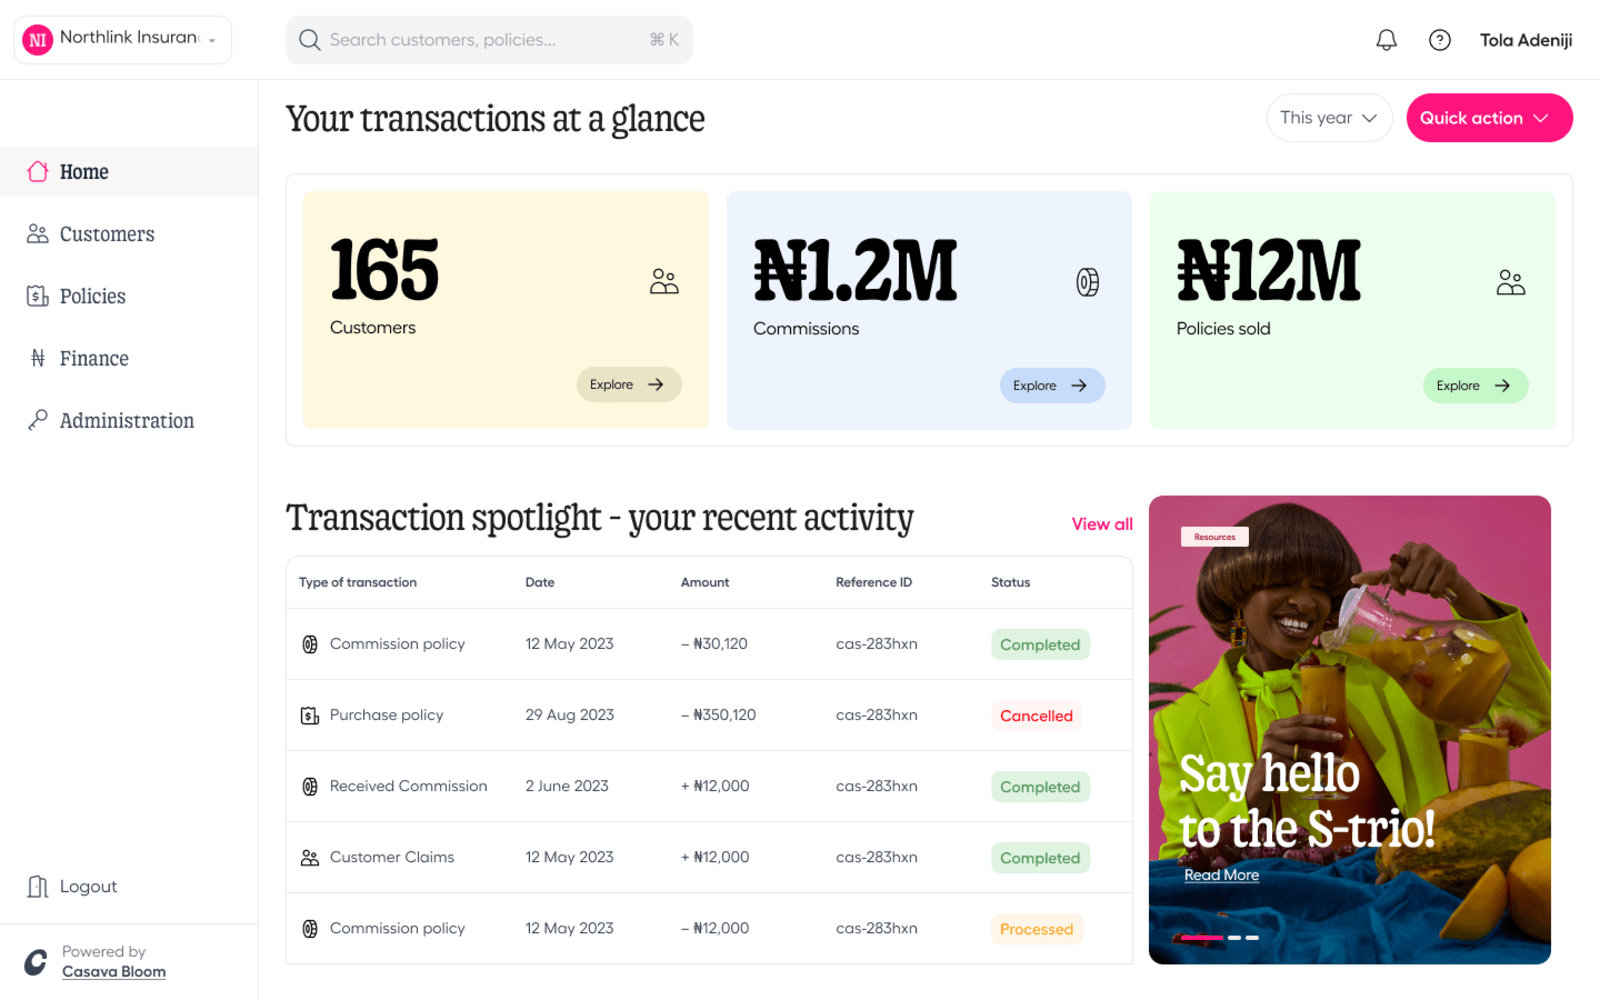 NI Northlink Insuran
Search customers, policies... ⌘ K
Tola Adeniji
Home
Customers
Policies
Finance
Administration
Logout
Powered by
Casava Bloom
Your transactions at a glance
This year
Quick action
165
Customers
Explore →
₦1.2M
Commissions
Explore →
₦12M
Policies sold
Explore →
Transaction spotlight - your recent activity
View all
Type of transaction Date Amount Reference ID Status
Commission policy 12 May 2023 – ₦30,120 cas-283hxn Completed
Purchase policy 29 Aug 2023 – ₦350,120 cas-283hxn Cancelled
Received Commission 2 June 2023 + ₦12,000 cas-283hxn Completed
Customer Claims 12 May 2023 + ₦12,000 cas-283hxn Completed
Commission policy 12 May 2023 – ₦12,000 cas-283hxn Processed
Resources
Say hello
to the S-trio!
Read More